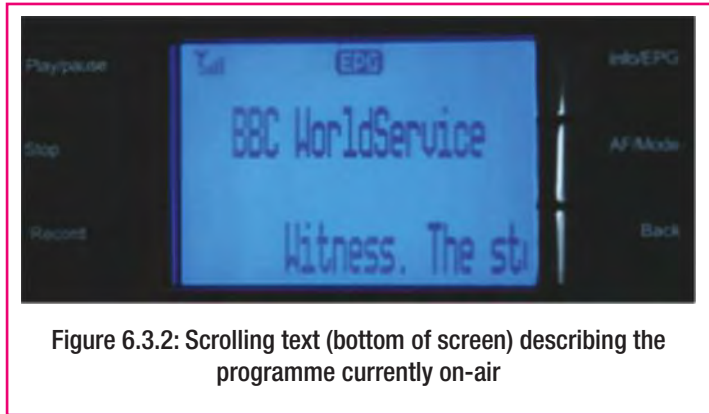 Play/pause
EPG
Info/EPG
BBC WorldService
Stop
AF/Mode
Record
Back
Witness. The st
Figure 6.3.2: Scrolling text (bottom of screen) describing the
programme currently on-air